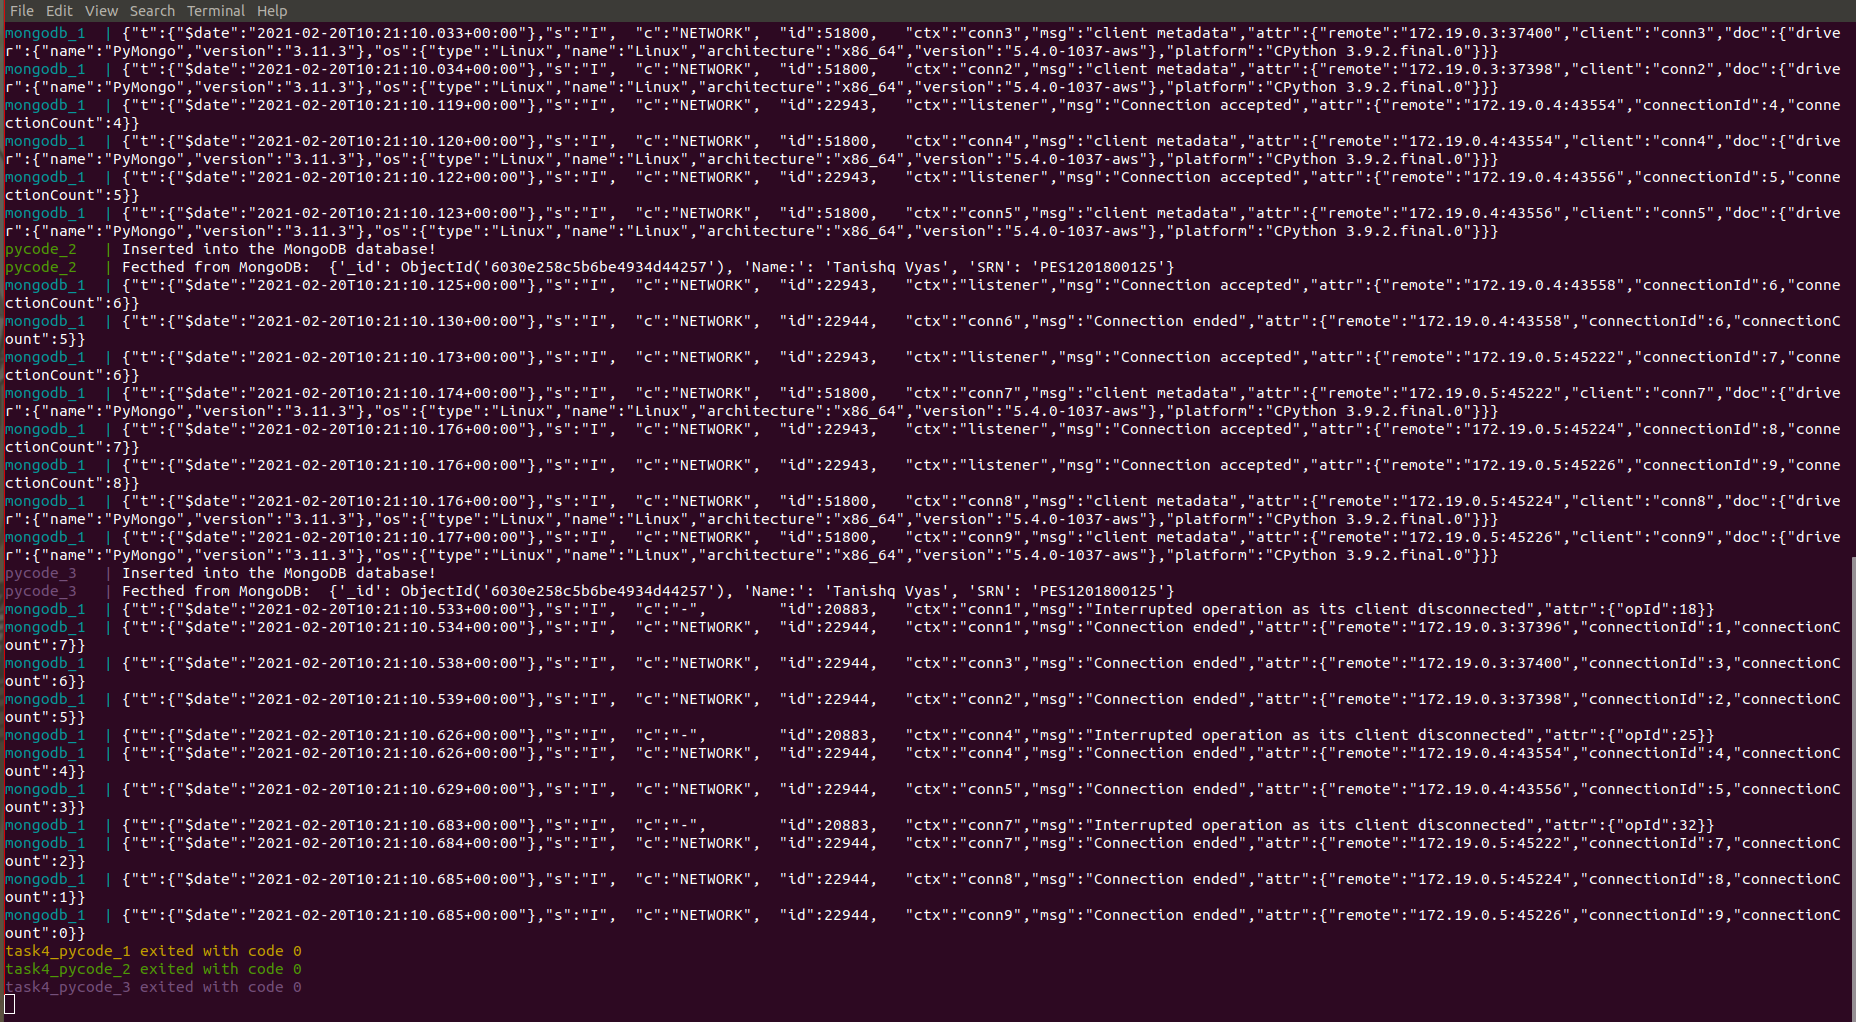 File Edit View Search Terminal Help
mongodb_1  | {"t":{"$date":"2021-02-20T10:21:10.033+00:00"},"s":"I",  "c":"NETWORK",  "id":51800,   "ctx":"conn3","msg":"client metadata","attr":{"remote":"172.19.0.3:37400","client":"conn3","doc":{"drive
r":{"name":"PyMongo","version":"3.11.3"},"os":{"type":"Linux","name":"Linux","architecture":"x86_64","version":"5.4.0-1037-aws"},"platform":"CPython 3.9.2.final.0"}}}
mongodb_1  | {"t":{"$date":"2021-02-20T10:21:10.034+00:00"},"s":"I",  "c":"NETWORK",  "id":51800,   "ctx":"conn2","msg":"client metadata","attr":{"remote":"172.19.0.3:37398","client":"conn2","doc":{"drive
r":{"name":"PyMongo","version":"3.11.3"},"os":{"type":"Linux","name":"Linux","architecture":"x86_64","version":"5.4.0-1037-aws"},"platform":"CPython 3.9.2.final.0"}}}
mongodb_1  | {"t":{"$date":"2021-02-20T10:21:10.119+00:00"},"s":"I",  "c":"NETWORK",  "id":22943,   "ctx":"listener","msg":"Connection accepted","attr":{"remote":"172.19.0.4:43554","connectionId":4,"conne
ctionCount":4}}
mongodb_1  | {"t":{"$date":"2021-02-20T10:21:10.120+00:00"},"s":"I",  "c":"NETWORK",  "id":51800,   "ctx":"conn4","msg":"client metadata","attr":{"remote":"172.19.0.4:43554","client":"conn4","doc":{"drive
r":{"name":"PyMongo","version":"3.11.3"},"os":{"type":"Linux","name":"Linux","architecture":"x86_64","version":"5.4.0-1037-aws"},"platform":"CPython 3.9.2.final.0"}}}
mongodb_1  | {"t":{"$date":"2021-02-20T10:21:10.122+00:00"},"s":"I",  "c":"NETWORK",  "id":22943,   "ctx":"listener","msg":"Connection accepted","attr":{"remote":"172.19.0.4:43556","connectionId":5,"conne
ctionCount":5}}
mongodb_1  | {"t":{"$date":"2021-02-20T10:21:10.123+00:00"},"s":"I",  "c":"NETWORK",  "id":51800,   "ctx":"conn5","msg":"client metadata","attr":{"remote":"172.19.0.4:43556","client":"conn5","doc":{"drive
r":{"name":"PyMongo","version":"3.11.3"},"os":{"type":"Linux","name":"Linux","architecture":"x86_64","version":"5.4.0-1037-aws"},"platform":"CPython 3.9.2.final.0"}}}
pycode_2   | Inserted into the MongoDB database!
pycode_2   | Fecthed from MongoDB:  {'_id': ObjectId('6030e258c5b6be4934d44257'), 'Name:': 'Tanishq Vyas', 'SRN': 'PES1201800125'}
mongodb_1  | {"t":{"$date":"2021-02-20T10:21:10.125+00:00"},"s":"I",  "c":"NETWORK",  "id":22943,   "ctx":"listener","msg":"Connection accepted","attr":{"remote":"172.19.0.4:43558","connectionId":6,"conne
ctionCount":6}}
mongodb_1  | {"t":{"$date":"2021-02-20T10:21:10.130+00:00"},"s":"I",  "c":"NETWORK",  "id":22944,   "ctx":"conn6","msg":"Connection ended","attr":{"remote":"172.19.0.4:43558","connectionId":6,"connectionC
ount":5}}
mongodb_1  | {"t":{"$date":"2021-02-20T10:21:10.173+00:00"},"s":"I",  "c":"NETWORK",  "id":22943,   "ctx":"listener","msg":"Connection accepted","attr":{"remote":"172.19.0.5:45222","connectionId":7,"conne
ctionCount":6}}
mongodb_1  | {"t":{"$date":"2021-02-20T10:21:10.174+00:00"},"s":"I",  "c":"NETWORK",  "id":51800,   "ctx":"conn7","msg":"client metadata","attr":{"remote":"172.19.0.5:45222","client":"conn7","doc":{"drive
r":{"name":"PyMongo","version":"3.11.3"},"os":{"type":"Linux","name":"Linux","architecture":"x86_64","version":"5.4.0-1037-aws"},"platform":"CPython 3.9.2.final.0"}}}
mongodb_1  | {"t":{"$date":"2021-02-20T10:21:10.176+00:00"},"s":"I",  "c":"NETWORK",  "id":22943,   "ctx":"listener","msg":"Connection accepted","attr":{"remote":"172.19.0.5:45224","connectionId":8,"conne
ctionCount":7}}
mongodb_1  | {"t":{"$date":"2021-02-20T10:21:10.176+00:00"},"s":"I",  "c":"NETWORK",  "id":22943,   "ctx":"listener","msg":"Connection accepted","attr":{"remote":"172.19.0.5:45226","connectionId":9,"conne
ctionCount":8}}
mongodb_1  | {"t":{"$date":"2021-02-20T10:21:10.176+00:00"},"s":"I",  "c":"NETWORK",  "id":51800,   "ctx":"conn8","msg":"client metadata","attr":{"remote":"172.19.0.5:45224","client":"conn8","doc":{"drive
r":{"name":"PyMongo","version":"3.11.3"},"os":{"type":"Linux","name":"Linux","architecture":"x86_64","version":"5.4.0-1037-aws"},"platform":"CPython 3.9.2.final.0"}}}
mongodb_1  | {"t":{"$date":"2021-02-20T10:21:10.177+00:00"},"s":"I",  "c":"NETWORK",  "id":51800,   "ctx":"conn9","msg":"client metadata","attr":{"remote":"172.19.0.5:45226","client":"conn9","doc":{"drive
r":{"name":"PyMongo","version":"3.11.3"},"os":{"type":"Linux","name":"Linux","architecture":"x86_64","version":"5.4.0-1037-aws"},"platform":"CPython 3.9.2.final.0"}}}
pycode_3   | Inserted into the MongoDB database!
pycode_3   | Fecthed from MongoDB:  {'_id': ObjectId('6030e258c5b6be4934d44257'), 'Name:': 'Tanishq Vyas', 'SRN': 'PES1201800125'}
mongodb_1  | {"t":{"$date":"2021-02-20T10:21:10.533+00:00"},"s":"I",  "c":"-",        "id":20883,   "ctx":"conn1","msg":"Interrupted operation as its client disconnected","attr":{"opId":18}}
mongodb_1  | {"t":{"$date":"2021-02-20T10:21:10.534+00:00"},"s":"I",  "c":"NETWORK",  "id":22944,   "ctx":"conn1","msg":"Connection ended","attr":{"remote":"172.19.0.3:37396","connectionId":1,"connectionC
ount":7}}
mongodb_1  | {"t":{"$date":"2021-02-20T10:21:10.538+00:00"},"s":"I",  "c":"NETWORK",  "id":22944,   "ctx":"conn3","msg":"Connection ended","attr":{"remote":"172.19.0.3:37400","connectionId":3,"connectionC
ount":6}}
mongodb_1  | {"t":{"$date":"2021-02-20T10:21:10.539+00:00"},"s":"I",  "c":"NETWORK",  "id":22944,   "ctx":"conn2","msg":"Connection ended","attr":{"remote":"172.19.0.3:37398","connectionId":2,"connectionC
ount":5}}
mongodb_1  | {"t":{"$date":"2021-02-20T10:21:10.626+00:00"},"s":"I",  "c":"-",        "id":20883,   "ctx":"conn4","msg":"Interrupted operation as its client disconnected","attr":{"opId":25}}
mongodb_1  | {"t":{"$date":"2021-02-20T10:21:10.626+00:00"},"s":"I",  "c":"NETWORK",  "id":22944,   "ctx":"conn4","msg":"Connection ended","attr":{"remote":"172.19.0.4:43554","connectionId":4,"connectionC
ount":4}}
mongodb_1  | {"t":{"$date":"2021-02-20T10:21:10.629+00:00"},"s":"I",  "c":"NETWORK",  "id":22944,   "ctx":"conn5","msg":"Connection ended","attr":{"remote":"172.19.0.4:43556","connectionId":5,"connectionC
ount":3}}
mongodb_1  | {"t":{"$date":"2021-02-20T10:21:10.683+00:00"},"s":"I",  "c":"-",        "id":20883,   "ctx":"conn7","msg":"Interrupted operation as its client disconnected","attr":{"opId":32}}
mongodb_1  | {"t":{"$date":"2021-02-20T10:21:10.684+00:00"},"s":"I",  "c":"NETWORK",  "id":22944,   "ctx":"conn7","msg":"Connection ended","attr":{"remote":"172.19.0.5:45222","connectionId":7,"connectionC
ount":2}}
mongodb_1  | {"t":{"$date":"2021-02-20T10:21:10.685+00:00"},"s":"I",  "c":"NETWORK",  "id":22944,   "ctx":"conn8","msg":"Connection ended","attr":{"remote":"172.19.0.5:45224","connectionId":8,"connectionC
ount":1}}
mongodb_1  | {"t":{"$date":"2021-02-20T10:21:10.685+00:00"},"s":"I",  "c":"NETWORK",  "id":22944,   "ctx":"conn9","msg":"Connection ended","attr":{"remote":"172.19.0.5:45226","connectionId":9,"connectionC
ount":0}}
task4_pycode_1 exited with code 0
task4_pycode_2 exited with code 0
task4_pycode_3 exited with code 0